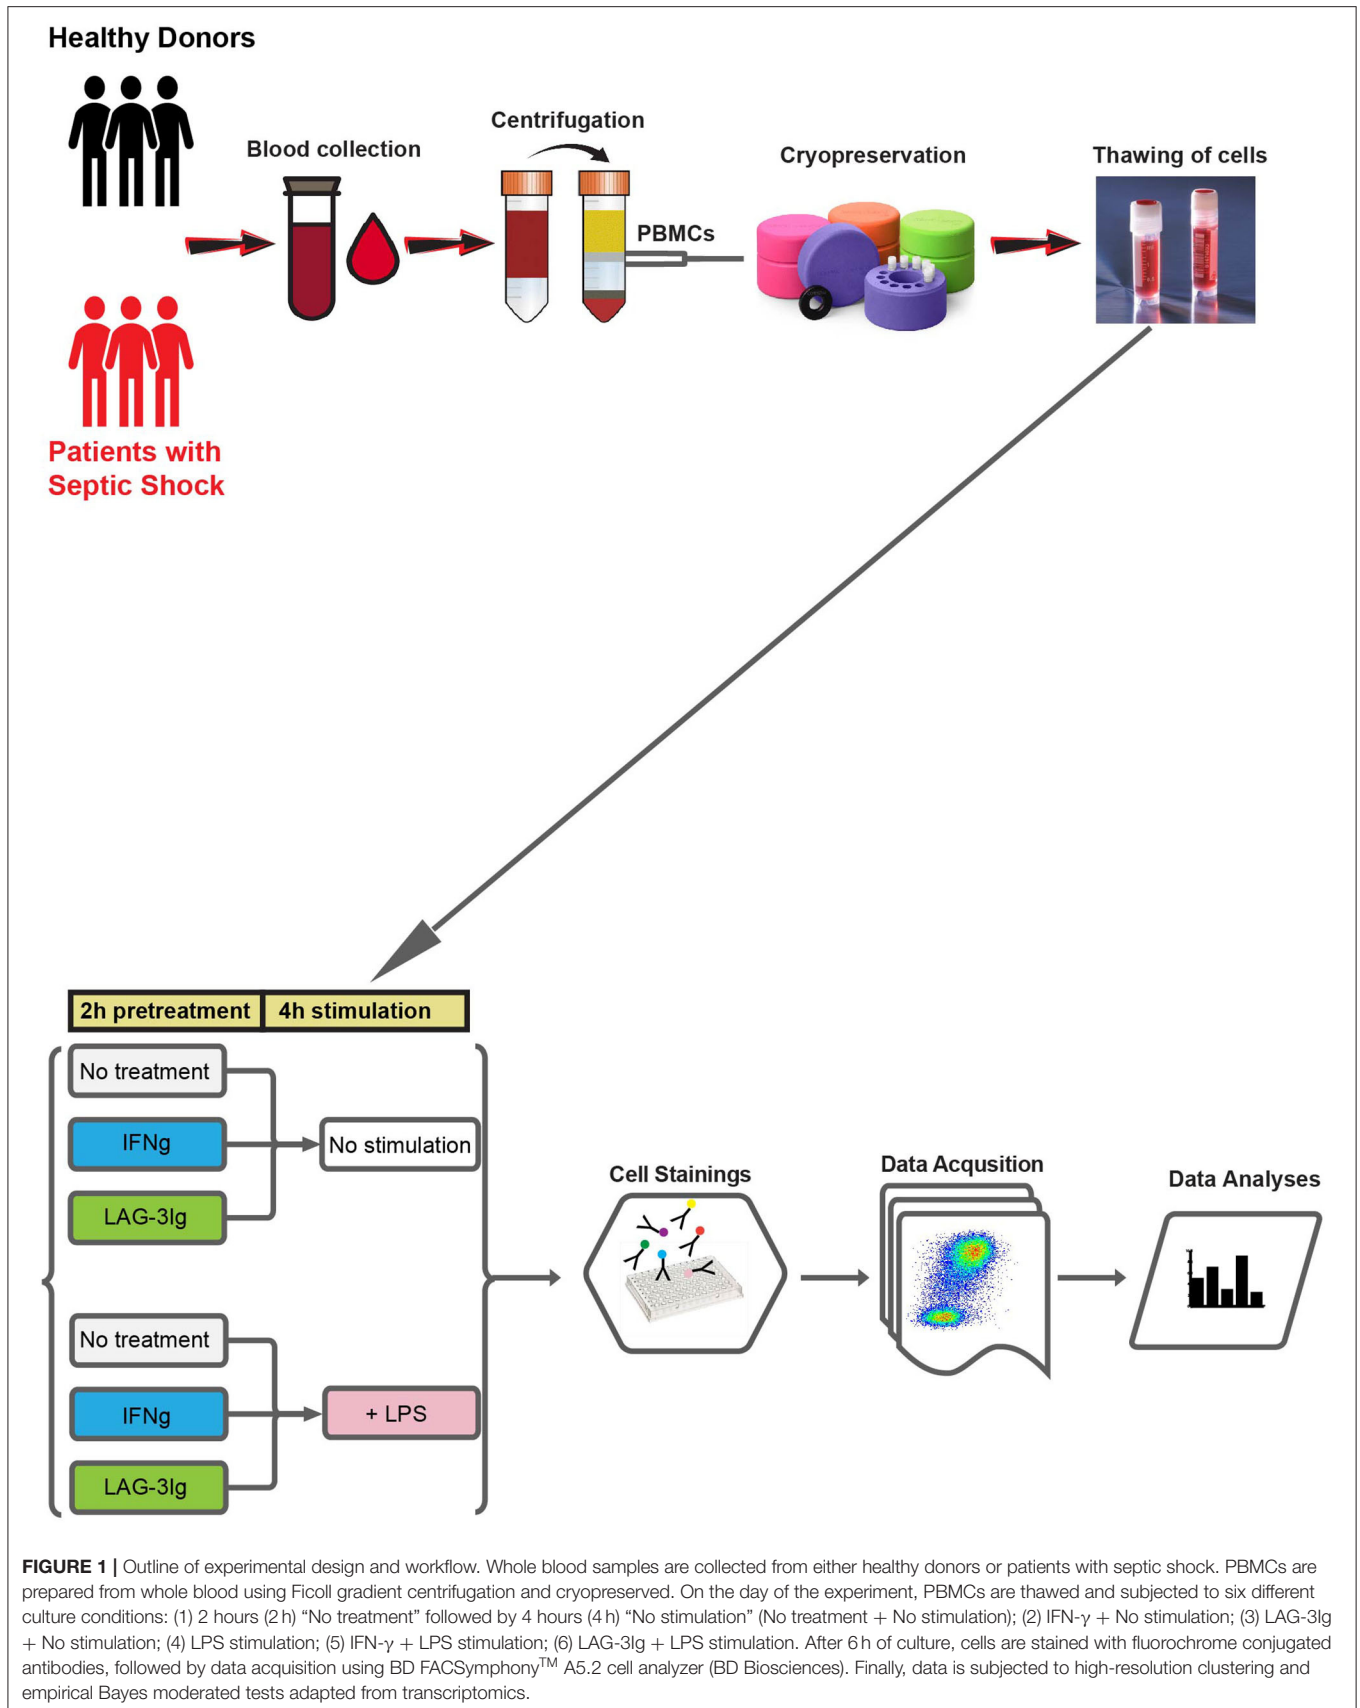 Healthy Donors
Blood collection
Centrifugation
PBMCs
Cryopreservation
Thawing of cells
Patients with
Septic Shock
2h pretreatment
4h stimulation
No treatment
IFNg
LAG-3Ig
No stimulation
No treatment
IFNg
LAG-3Ig
+ LPS
Cell Stainings
Data Acqusition
Data Analyses
FIGURE 1 | Outline of experimental design and workflow. Whole blood samples are collected from either healthy donors or patients with septic shock. PBMCs are
prepared from whole blood using Ficoll gradient centrifugation and cryopreserved. On the day of the experiment, PBMCs are thawed and subjected to six different
culture conditions: (1) 2 hours (2 h) “No treatment” followed by 4 hours (4 h) “No stimulation” (No treatment + No stimulation); (2) IFN-γ + No stimulation; (3) LAG-3Ig
+ No stimulation; (4) LPS stimulation; (5) IFN-γ + LPS stimulation; (6) LAG-3Ig + LPS stimulation. After 6 h of culture, cells are stained with fluorochrome conjugated
antibodies, followed by data acquisition using BD FACSymphony™ A5.2 cell analyzer (BD Biosciences). Finally, data is subjected to high-resolution clustering and
empirical Bayes moderated tests adapted from transcriptomics.